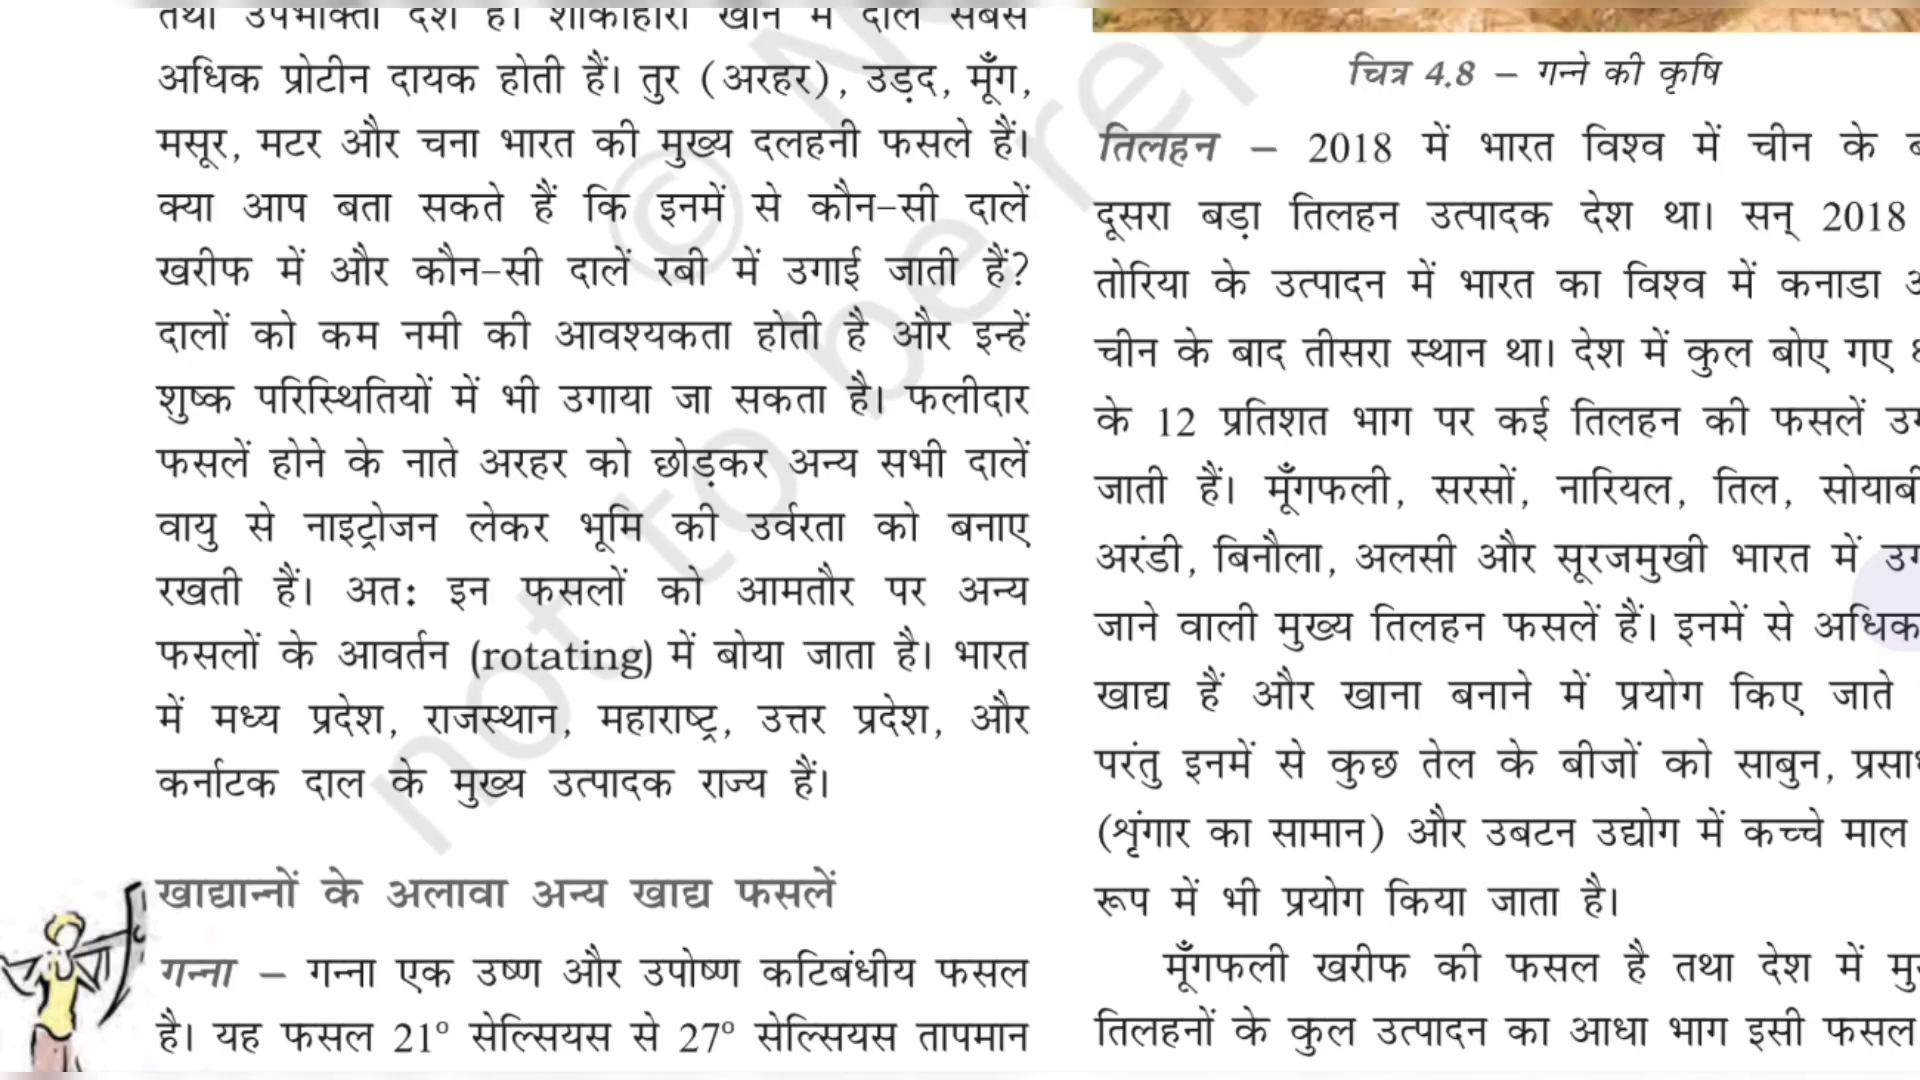 तथा उपभोक्ता देश है। शाकाहारी खाने में दालें सबसे
अधिक प्रोटीन दायक होती हैं। तुर (अरहर), उड़द, मूँग,
मसूर, मटर और चना भारत की मुख्य दलहनी फसले हैं।
क्या आप बता सकते हैं कि इनमें से कौन-सी दालें
खरीफ में और कौन-सी दालें रबी में उगाई जाती हैं?
दालों को कम नमी की आवश्यकता होती है और इन्हें
शुष्क परिस्थितियों में भी उगाया जा सकता है। फलीदार
फसलें होने के नाते अरहर को छोड़कर अन्य सभी दालें
वायु से नाइट्रोजन लेकर भूमि की उर्वरता को बनाए
रखती हैं। अतः इन फसलों को आमतौर पर अन्य
फसलों के आवर्तन (rotating) में बोया जाता है। भारत
में मध्य प्रदेश, राजस्थान, महाराष्ट्र, उत्तर प्रदेश, और
कर्नाटक दाल के मुख्य उत्पादक राज्य हैं।
खाद्यान्नों के अलावा अन्य खाद्य फसलें
गन्ना – गन्ना एक उष्ण और उपोष्ण कटिबंधीय फसल
है। यह फसल 21° सेल्सियस से 27° सेल्सियस तापमान
चित्र 4.8 – गन्ने की कृषि
तिलहन – 2018 में भारत विश्व में चीन के
दूसरा बड़ा तिलहन उत्पादक देश था। सन् 2018
तोरिया के उत्पादन में भारत का विश्व में कनाडा
चीन के बाद तीसरा स्थान था। देश में कुल बोए गए
के 12 प्रतिशत भाग पर कई तिलहन की फसलें
जाती हैं। मूँगफली, सरसों, नारियल, तिल,
अरंडी, बिनौला, अलसी और सूरजमुखी भारत में
जाने वाली मुख्य तिलहन फसलें हैं। इनमें से अधिक
खाद्य हैं और खाना बनाने में प्रयोग किए जाते
परंतु इनमें से कुछ तेल के बीजों को साबुन,
(शृंगार का सामान) और उबटन उद्योग में कच्चे माल
रूप में भी प्रयोग किया जाता है।
मूँगफली खरीफ की फसल है तथा देश में
तिलहनों के कुल उत्पादन का आधा भाग इसी फसल
© N
not to be rep